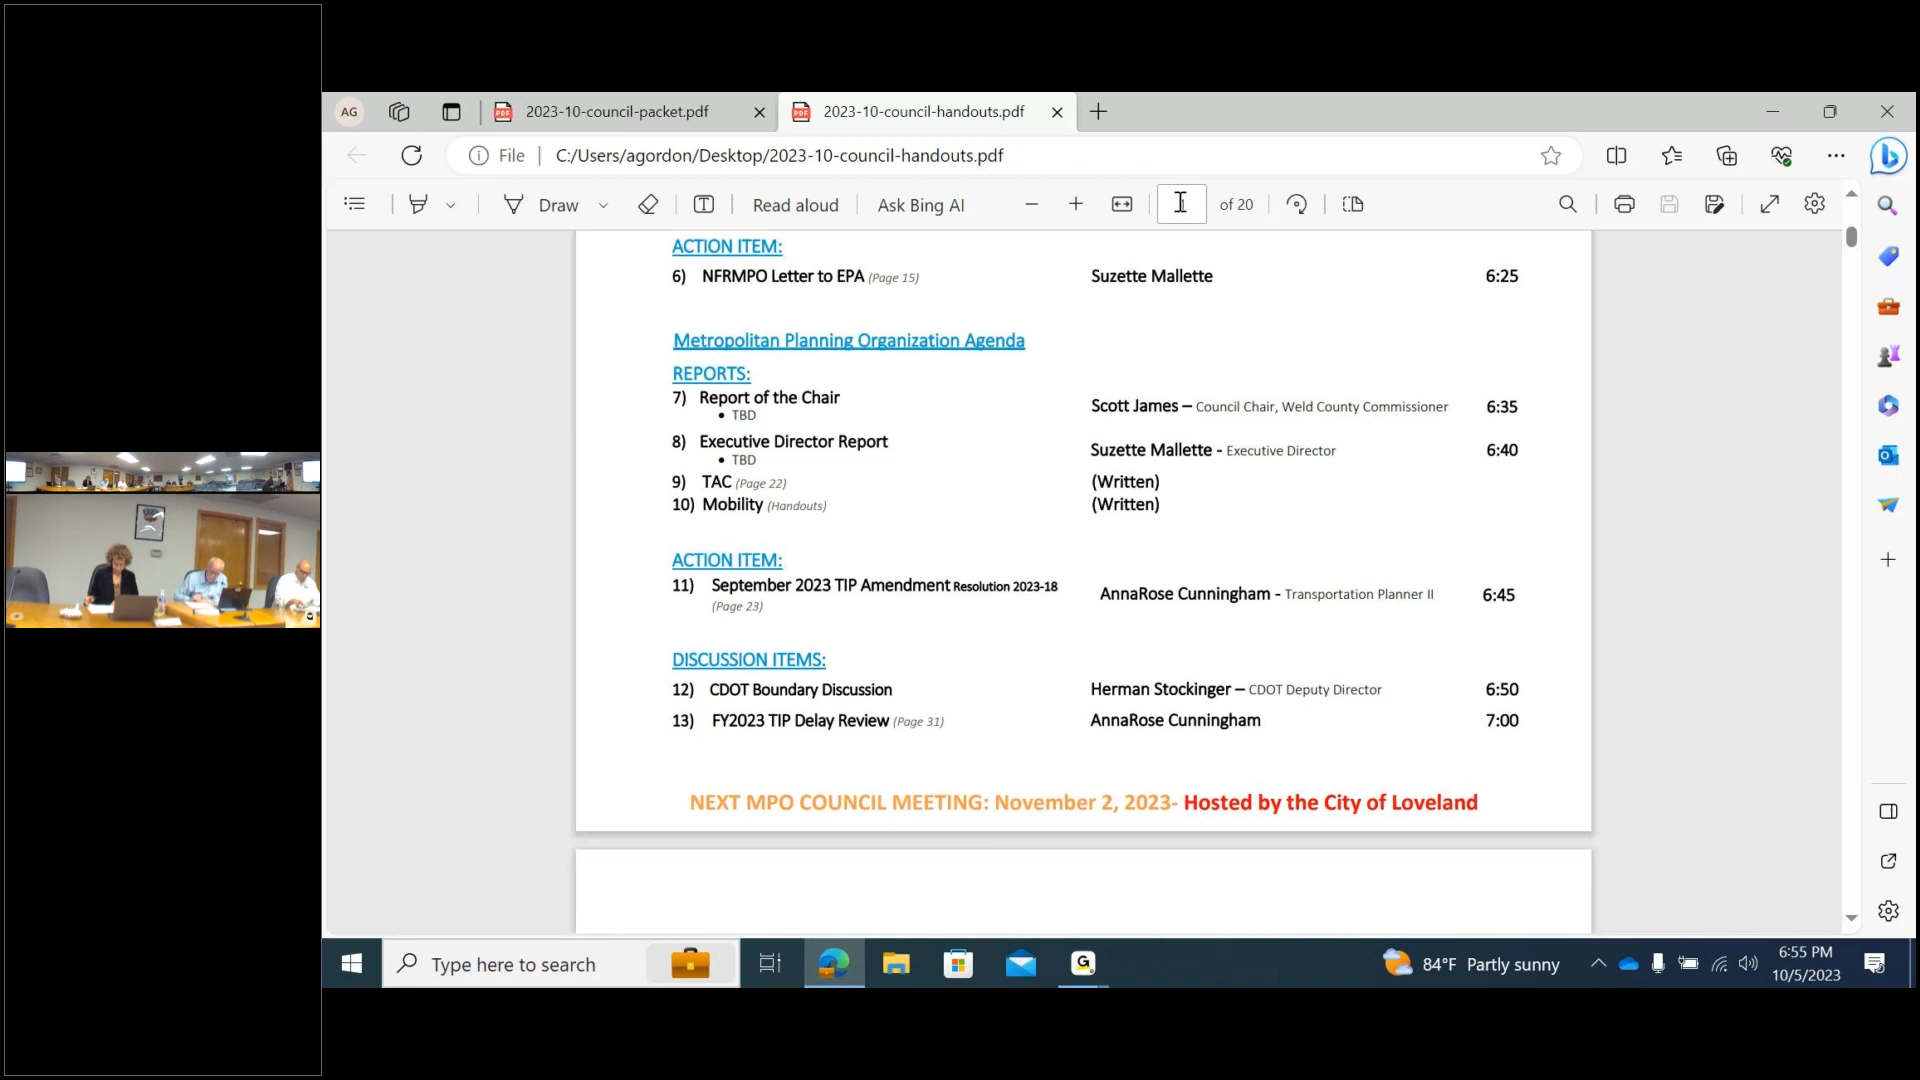 AG
2023-10-council-packet.pdf
2023-10-council-handouts.pdf
File
C:/Users/agordon/Desktop/2023-10-council-handouts.pdf
Draw
Read aloud
Ask Bing AI
of 20
ACTION ITEM:
6) NFRMPO Letter to EPA (Page 15) Suzette Mallette 6:25
Metropolitan Planning Organization Agenda
REPORTS:
7) Report of the Chair
• TBD
Scott James – Council Chair, Weld County Commissioner 6:35
8) Executive Director Report
• TBD
Suzette Mallette - Executive Director 6:40
9) TAC (Page 22) (Written)
10) Mobility (Handouts) (Written)
ACTION ITEM:
11) September 2023 TIP Amendment Resolution 2023-18
(Page 23)
AnnaRose Cunningham - Transportation Planner II 6:45
DISCUSSION ITEMS:
12) CDOT Boundary Discussion Herman Stockinger – CDOT Deputy Director 6:50
13) FY2023 TIP Delay Review (Page 31) AnnaRose Cunningham 7:00
NEXT MPO COUNCIL MEETING: November 2, 2023- Hosted by the City of Loveland
Type here to search
84°F Partly sunny
6:55 PM
10/5/2023